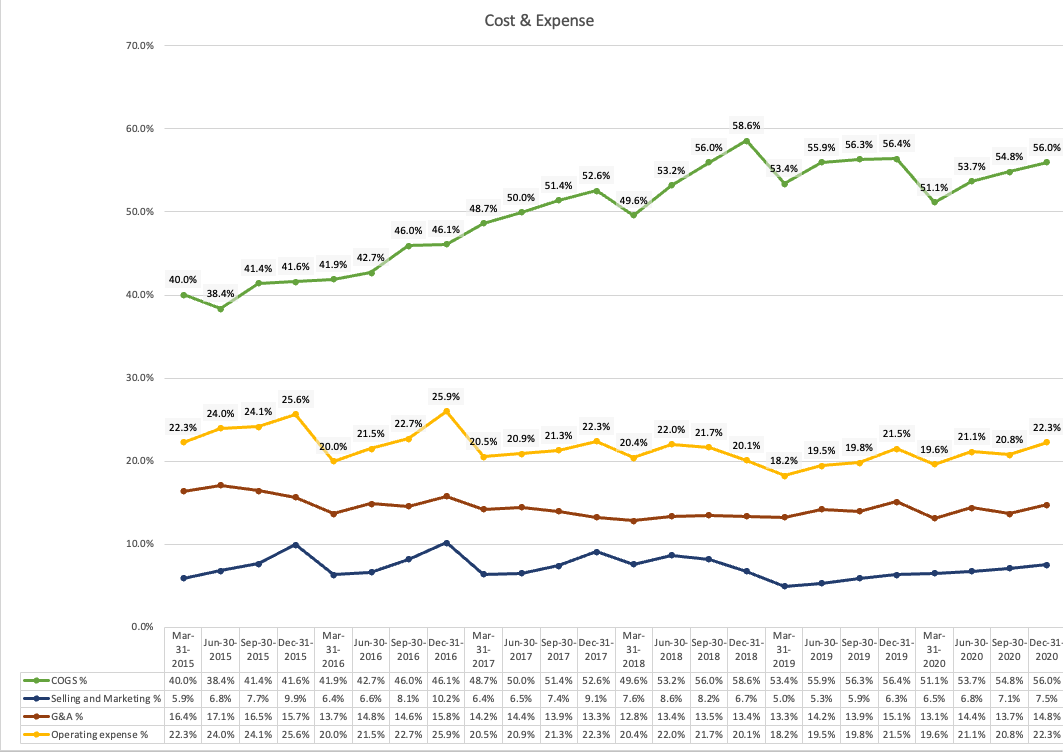 Cost & Expense
70.0%
60.0%
50.0%
40.0%
30.0%
20.0%
10.0%
0.0%
40.0% 38.4% 41.4% 41.6% 41.9% 42.7% 46.0% 46.1% 48.7% 50.0% 51.4% 52.6% 49.6% 53.2% 56.0% 58.6% 53.4% 55.9% 56.3% 56.4% 51.1% 53.7% 54.8% 56.0%
22.3% 24.0% 24.1% 25.6% 20.0% 21.5% 22.7% 25.9% 20.5% 20.9% 21.3% 22.3% 20.4% 22.0% 21.7% 20.1% 18.2% 19.5% 19.8% 21.5% 19.6% 21.1% 20.8% 22.3%
Mar-31-2015 Jun-30-2015 Sep-30-2015 Dec-31-2015 Mar-31-2016 Jun-30-2016 Sep-30-2016 Dec-31-2016 Mar-31-2017 Jun-30-2017 Sep-30-2017 Dec-31-2017 Mar-31-2018 Jun-30-2018 Sep-30-2018 Dec-31-2018 Mar-31-2019 Jun-30-2019 Sep-30-2019 Dec-31-2019 Mar-31-2020 Jun-30-2020 Sep-30-2020 Dec-31-2020
COGS % 40.0% 38.4% 41.4% 41.6% 41.9% 42.7% 46.0% 46.1% 48.7% 50.0% 51.4% 52.6% 49.6% 53.2% 56.0% 58.6% 53.4% 55.9% 56.3% 56.4% 51.1% 53.7% 54.8% 56.0%
Selling and Marketing % 5.9% 6.8% 7.7% 9.9% 6.4% 6.6% 8.1% 10.2% 6.4% 6.5% 7.4% 9.1% 7.6% 8.6% 8.2% 6.7% 5.0% 5.3% 5.9% 6.3% 6.5% 6.8% 7.1% 7.5%
G&A % 16.4% 17.1% 16.5% 15.7% 13.7% 14.8% 14.6% 15.8% 14.2% 14.4% 13.9% 13.3% 12.8% 13.4% 13.5% 13.4% 13.3% 14.2% 13.9% 15.1% 13.1% 14.4% 13.7% 14.8%
Operating expense % 22.3% 24.0% 24.1% 25.6% 20.0% 21.5% 22.7% 25.9% 20.5% 20.9% 21.3% 22.3% 20.4% 22.0% 21.7% 20.1% 18.2% 19.5% 19.8% 21.5% 19.6% 21.1% 20.8% 22.3%